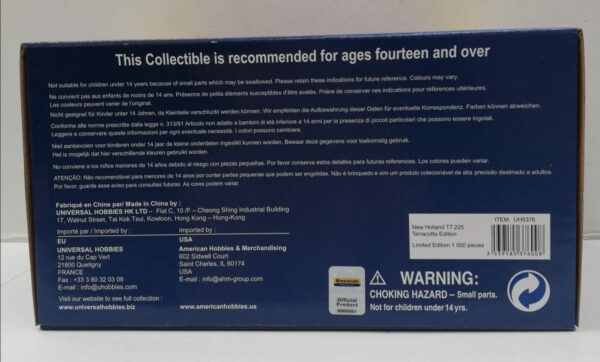 This Collectible is recommended for ages fourteen and over
Not suitable for children under 14 years because of small parts which may be swallowed. Please retain these indications for future reference. Colours may vary.
Ne convient pas aux enfants de moins de 14 ans. Présence de petits éléments susceptibles d'être avalés. Prière de conserver ces indications pour références ultérieures.
Les couleurs peuvent varier de l'original.
Nicht geeignet für Kinder unter 14 Jahren, da Kleinteile verschluckt werden können. Wir empfehlen die Aufbewahrung dieser Daten für eventuelle Korrespondenz. Farben können abweichen.
Conforme alle norme prescritte dalla legge n. 313/91 Articolo non adatto a bambini di età inferiore a 14 anni per la presenza di piccoli particolari che possono essere ingoiati.
Leggere e conservare queste informazioni per ogni eventuale necessità. I colori possono cambiare.
Niet aanbevolen voor kinderen onder 14 jaar de kleine onderdelen ingeslikt kunnen worden. Bewaar deze gegevens voor toekomstig gebruik.
Het is mogelijk dat hier verschillende kleuren gebruikt worden.
No conviene a los niños menores de 14 años debido al riesgo con piezas pequeñas. Por favor conserva estos detalles para futuras referencias. Los colores pueden variar.
ATENÇÃO: Não recomendável para menores de 14 anos por conter partes pequenas que podem ser engolidas. Não é brinquedo e sim um produto colecionável de alta precisão destinado a adultos.
Por favor, guarde esse aviso para consultas futuras. As cores podem variar.
Fabriqué en Chine par/ Made in China by :
UNIVERSAL HOBBIES HK LTD – Flat C, 10 /F – Cheong Shing Industrial Building
17, Walnut Street, Tai Kok Tsui, Kowloon, Hong Kong - Hong-Kong
Importé par / Imported by :
EU
UNIVERSAL HOBBIES
12 rue du Cap Vert
21800 Quetigny
FRANCE
Fax : +33 3 80 32 03 09
E-mail : info@uhobbies.com
Importé par / Imported by :
USA
American Hobbies & Merchandising
602 Sidwell Court
Saint Charles, IL 60174
USA
E-mail : info@ahm-group.com
Our website to see full collection :
www.universalhobbies.biz
www.americanhobbies.us
ITEM: UH5376
New Holland T7.225
Terracotta Edition
Limited Edition 1 000 pieces
3 539185 376008
Official
Product
WARNING:
CHOKING HAZARD – Small parts.
Not for children under 14 yrs.